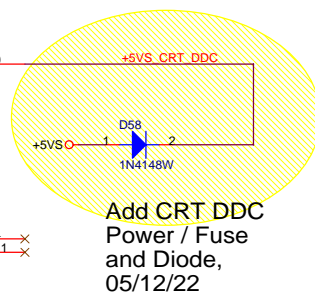 +5VS_CRT_DDC
D58
+5VS 1 2
1N4148W
Add CRT DDC
Power / Fuse
and Diode,
1
05/12/22